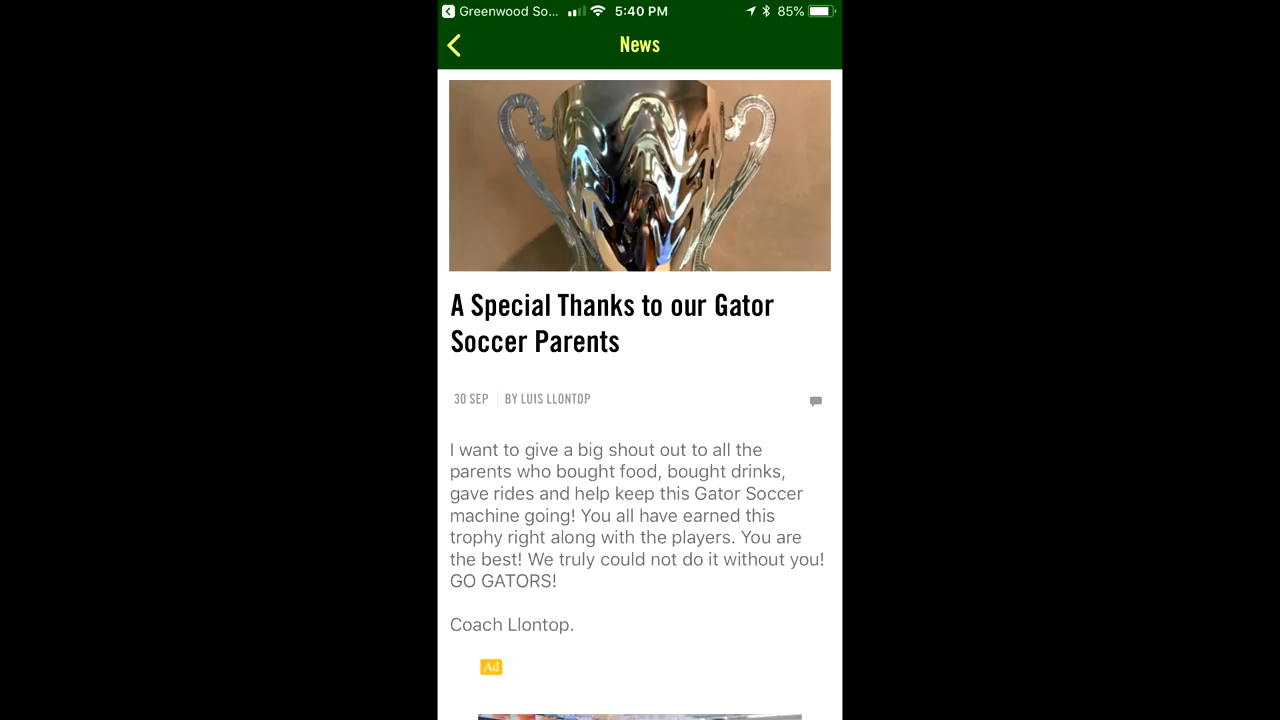 Greenwood So... 5:40 PM 85%
News
A Special Thanks to our Gator
Soccer Parents
30 SEP BY LUIS LLONTOP
I want to give a big shout out to all the
parents who bought food, bought drinks,
gave rides and help keep this Gator Soccer
machine going! You all have earned this
trophy right along with the players. You are
the best! We truly could not do it without you!
GO GATORS!
Coach Llontop.
Ad